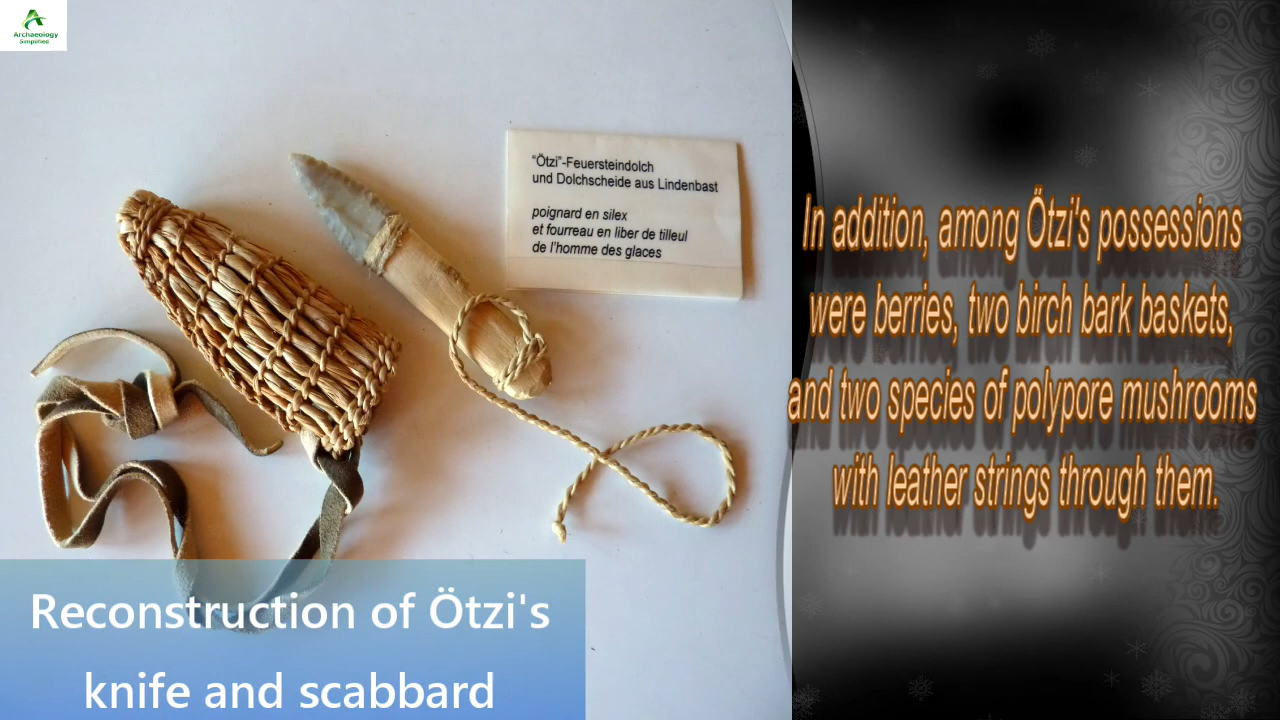 Archaeology
Simplified
"Ötzi"-Feuersteindolch
und Dolchscheide aus Lindenbast
poignard en silex
et fourreau en liber de tilleul
de l'homme des glaces
In addition, among Ötzi's possessions
were berries, two birch bark baskets,
and two species of polypore mushrooms
with leather strings through them.
Reconstruction of Ötzi's
knife and scabbard